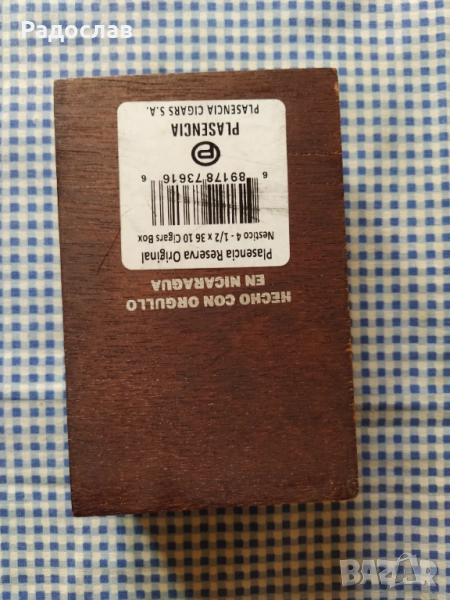 Радослав
HECHO CON ORGULLO
EN NICARAGUA
Plasencia Reserva Original
Nestico 4 - 1/2 x 36 10 Cigars Box
6 89178 73616 6
P
PLASENCIA
PLASENCIA CIGARS S.A.
BAZAR